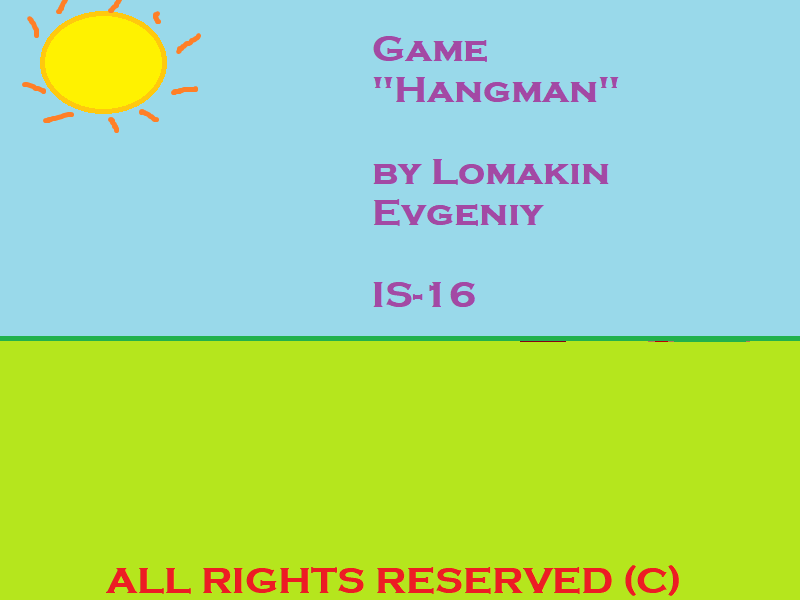 Game
"Hangman"
by Lomakin
Evgeniy
IS-16
ALL RIGHTS RESERVED (C)